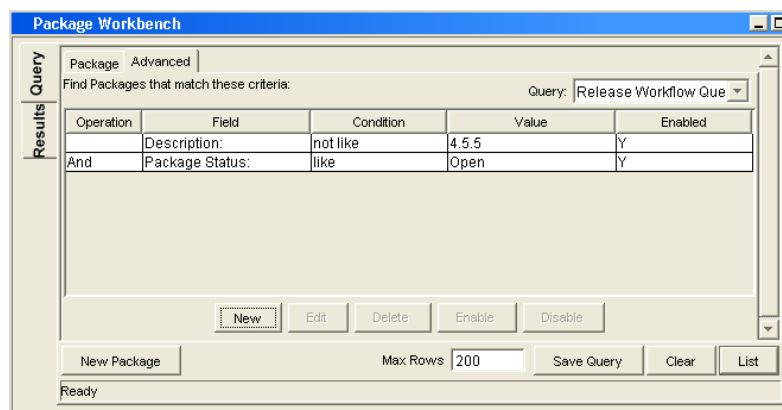 Package Workbench
Query
Results
Package Advanced
Find Packages that match these criteria:
Query: Release Workflow Que
Operation Field Condition Value Enabled
Description: not like 4.5.5 Y
And Package Status: like Open Y
New Edit Delete Enable Disable
New Package Max Rows 200 Save Query Clear List
Ready